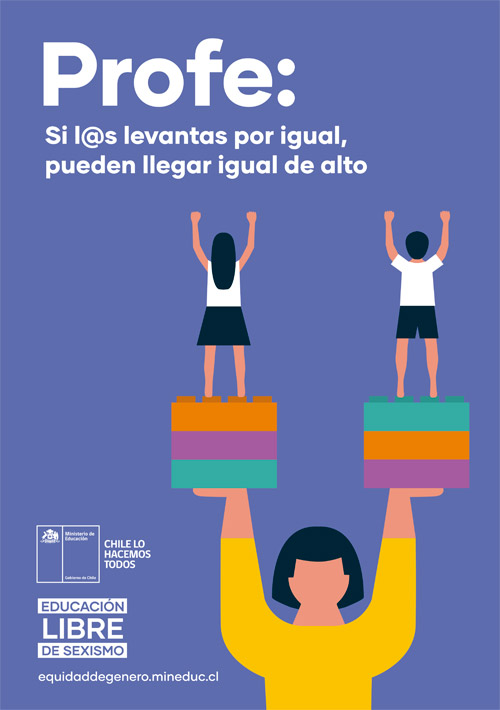 Profe:
Si l@s levantas por igual,
pueden llegar igual de alto
Ministerio de
Educación
Gobierno de Chile
CHILE LO
HACEMOS
TODOS
EDUCACIÓN
LIBRE
DE SEXISMO
equidaddegenero.mineduc.cl